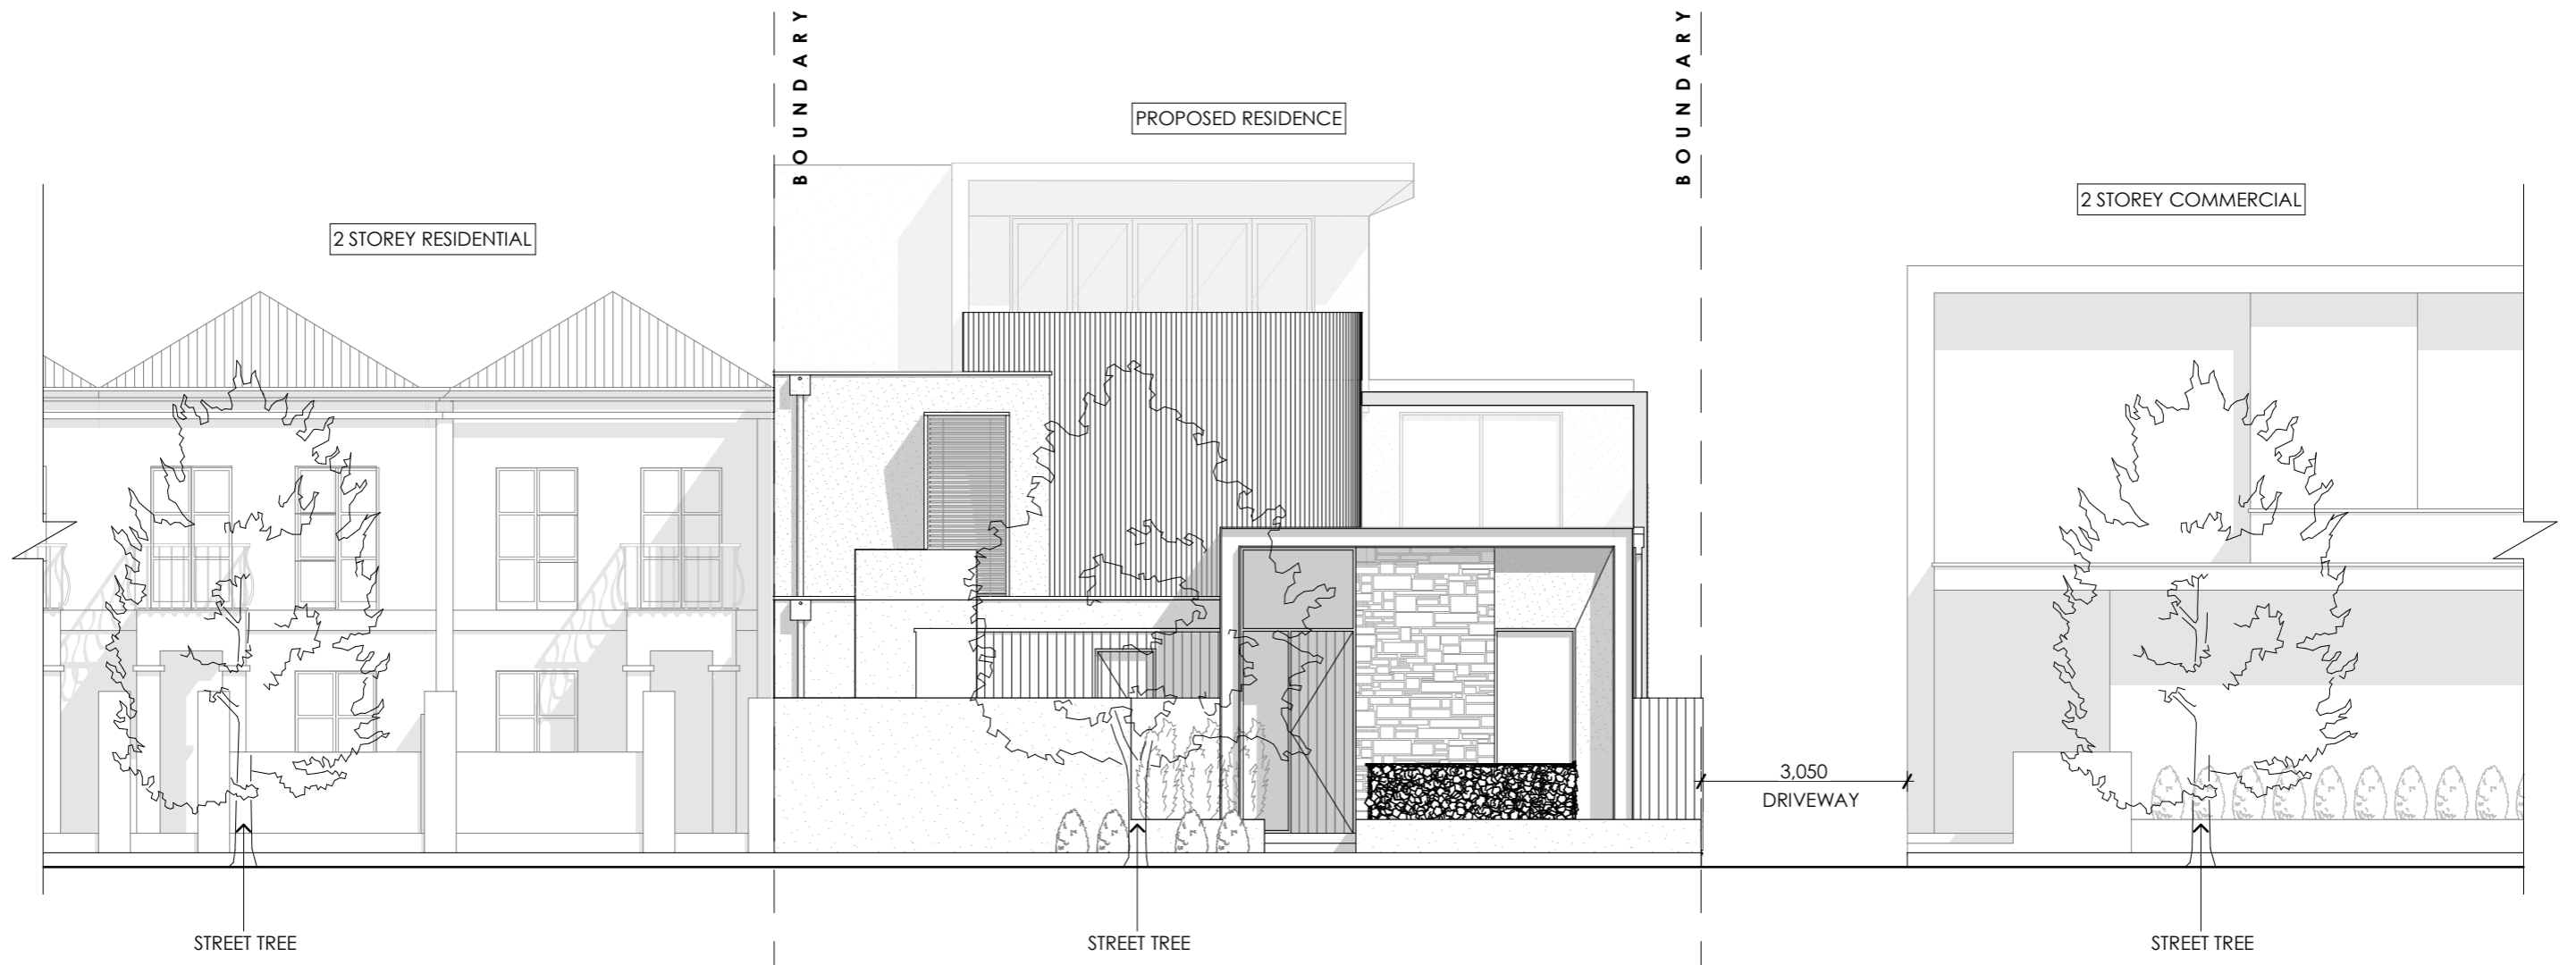 BOUNDARY
BOUNDARY
PROPOSED RESIDENCE
2 STOREY RESIDENTIAL
2 STOREY COMMERCIAL
3,050
DRIVEWAY
STREET TREE
STREET TREE
STREET TREE